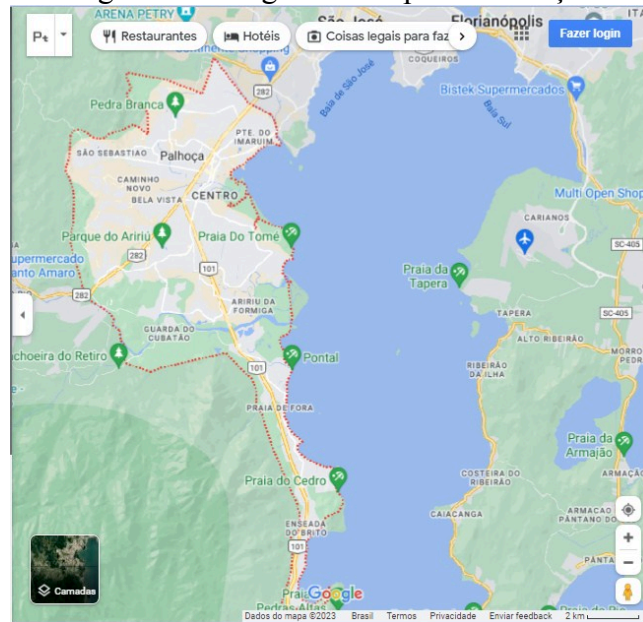 ARENA PETRY
São José
Florianópolis
Restaurantes
Hotéis
Coisas legais para faz
Fazer login
COQUEIROS
Baía de São José
Baía Sul
Bistek Supermercados
282
Pedra Branca
PTE. DO
IMARUIM
SÃO SEBASTIÃO
Palhoça
CAMINHO
NOVO
BELA VISTA
CENTRO
Multi Open Shop
CARIANOS
SC-405
Parque do Aririú
Praia Do Tomé
282
101
upermercado
anto Amaro
282
Praia da
Tapera
ARIRIU DA
FORMIGA
TAPERA
SC-405
GUARDA DO
CUBATÃO
ALTO RIBEIRÃO
choeira do Retiro
101
Pontal
RIBEIRÃO
DA ILHA
MORRO
PEDR
PRAIA DE FORA
Praia da
Armação
Praia do Cedro
COSTEIRA DO
RIBEIRÃO
ARMAÇÃO
ENSEADA
DO BRITO
CAIACANGA
ARMACAO
PÂNTANO DO
101
PÂNTA
Camadas
Google
Pedras Altas
Dados do mapa ©2023 Brasil Termos Privacidade Enviar feedback 2 km